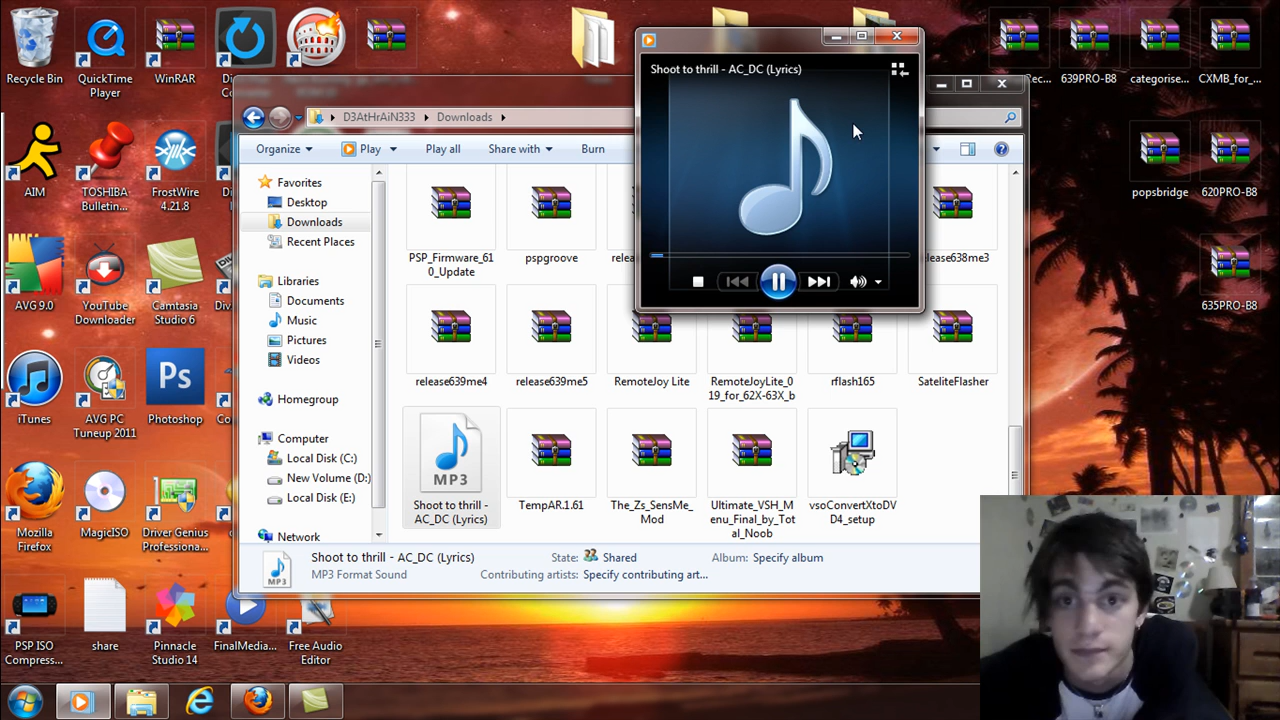 Recycle Bin
QuickTime
Player
WinRAR
639PRO-B8
categorise...
CXMB_for_...
AIM
TOSHIBA
Bulletin...
FrostWire
4.21.8
popsbridge
620PRO-B8
AVG 9.0
YouTube
Downloader
Camtasia
Studio 6
635PRO-B8
iTunes
AVG PC
Tuneup 2011
Ps
Photoshop
Mozilla
Firefox
MagicISO
Driver Genius
Professiona...
PSP ISO
Compress...
share
Pinnacle
Studio 14
FinalMedia...
Free Audio
Editor
D3AtHrAiN333
Downloads
Organize
Play
Play all
Share with
Burn
Favorites
Desktop
Downloads
Recent Places
Libraries
Documents
Music
Pictures
Videos
Homegroup
Computer
Local Disk (C:)
New Volume (D:)
Local Disk (E:)
Network
PSP_Firmware_61
0_Update
pspgroove
release638me3
release639me4
release639me5
RemoteJoy Lite
RemoteJoyLite_0
19_for_62X-63X_b
rflash165
SateliteFlasher
MP3
Shoot to thrill -
AC_DC (Lyrics)
TempAR.1.61
The_Zs_SensMe_
Mod
Ultimate_VSH_M
enu_Final_by_Tot
al_Noob
vsoConvertXtoDV
D4_setup
MP3
Shoot to thrill - AC_DC (Lyrics)
MP3 Format Sound
State:
Shared
Contributing artists:
Specify contributing art...
Album:
Specify album
Shoot to thrill - AC_DC (Lyrics)